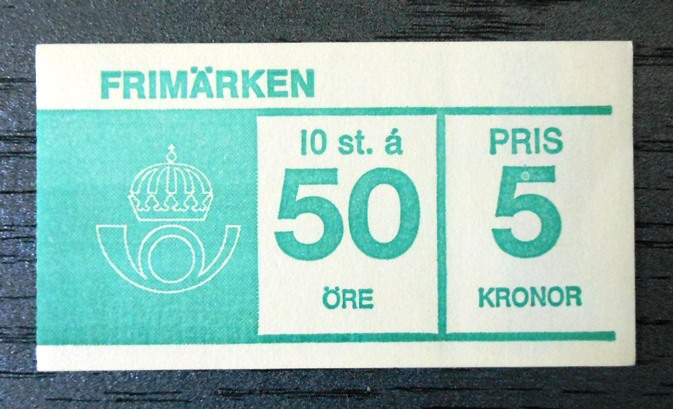 FRIMÄRKEN
10 st. á
50
ÖRE
PRIS
5
KRONOR